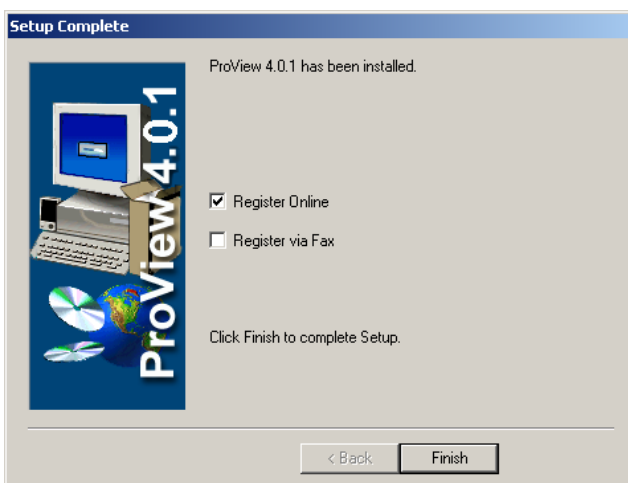 Setup Complete
ProView 4.0.1 has been installed.
ProView 4.0.1
Register Online
Register via Fax
Click Finish to complete Setup.
< Back
Finish